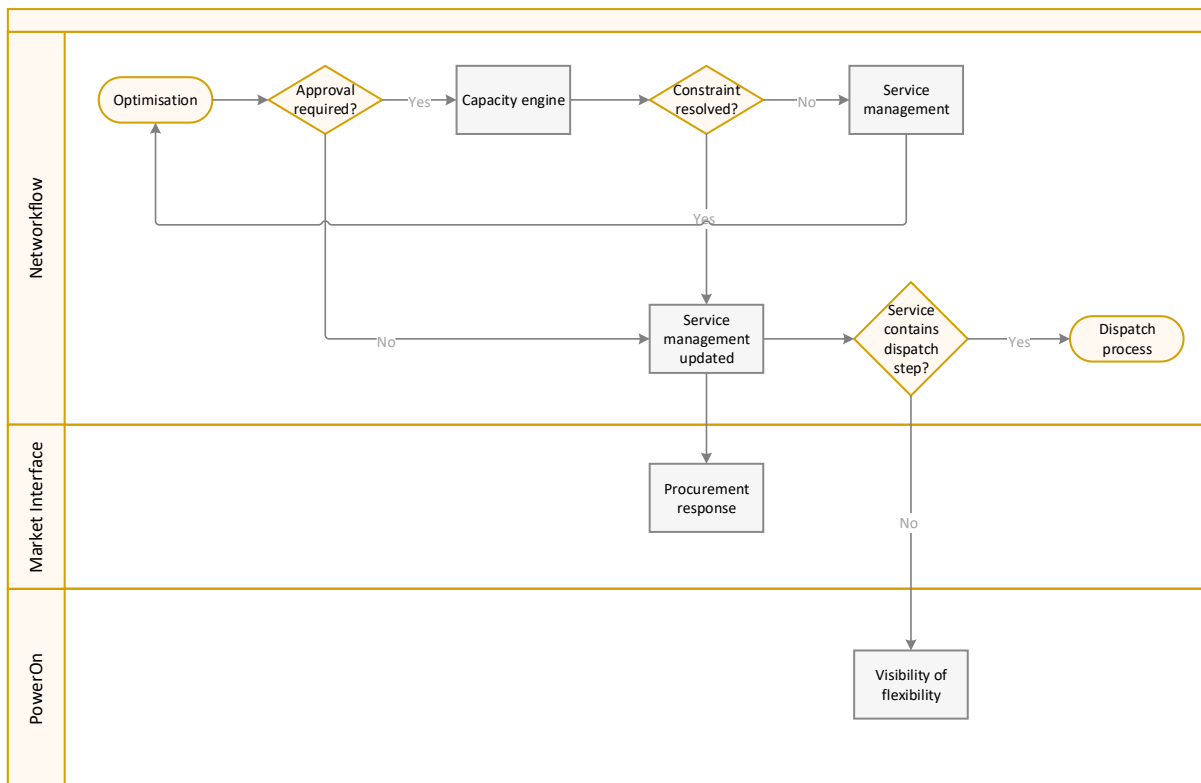 Networkflow
Optimisation
Approval
required?
Yes
Capacity engine
Constraint
resolved?
No
Service
management
Yes
No
Service
management
updated
Service
contains
dispatch
step?
Yes
Dispatch
process
Market Interface
Procurement
response
No
PowerOn
Visibility of
flexibility